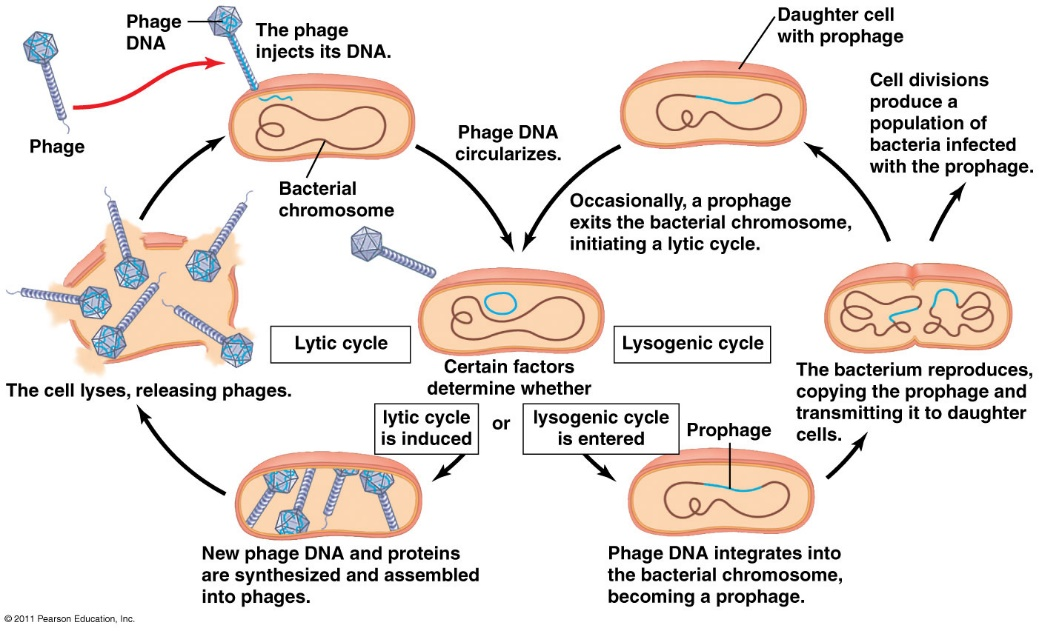 Phage
DNA
The phage
injects its DNA.
Phage
Bacterial
chromosome
Phage DNA
circularizes.
Daughter cell
with prophage
Cell divisions
produce a
population of
bacteria infected
with the prophage.
Occasionally, a prophage
exits the bacterial chromosome,
initiating a lytic cycle.
Lytic cycle
Lysogenic cycle
The cell lyses, releasing phages.
Certain factors
determine whether
lytic cycle
is induced
or
lysogenic cycle
is entered
Prophage
The bacterium reproduces,
copying the prophage and
transmitting it to daughter
cells.
New phage DNA and proteins
are synthesized and assembled
into phages.
Phage DNA integrates into
the bacterial chromosome,
becoming a prophage.
© 2011 Pearson Education, Inc.